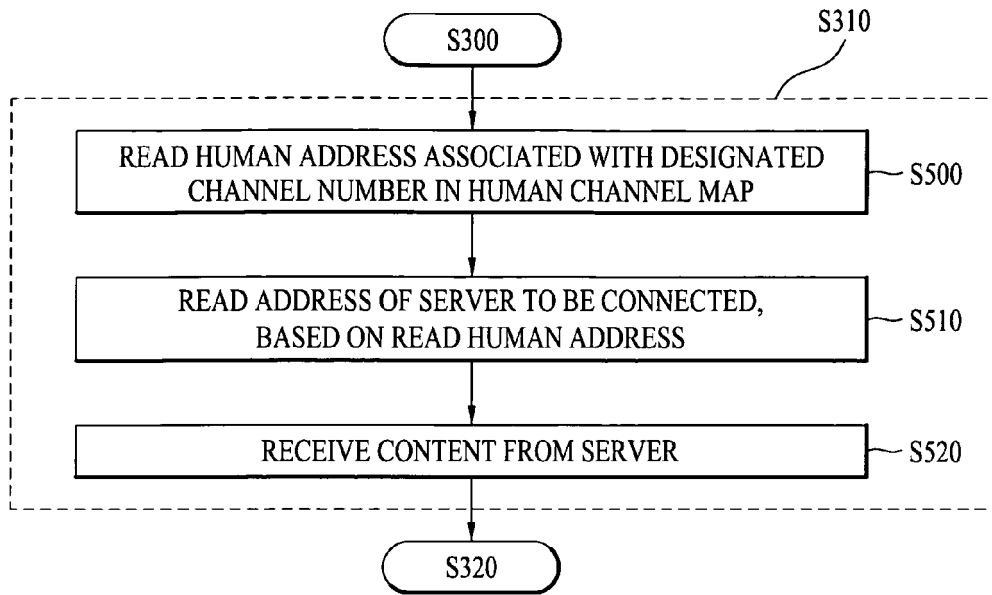 S300
S310
READ HUMAN ADDRESS ASSOCIATED WITH DESIGNATED
CHANNEL NUMBER IN HUMAN CHANNEL MAP
S500
READ ADDRESS OF SERVER TO BE CONNECTED,
BASED ON READ HUMAN ADDRESS
S510
RECEIVE CONTENT FROM SERVER
S520
S320